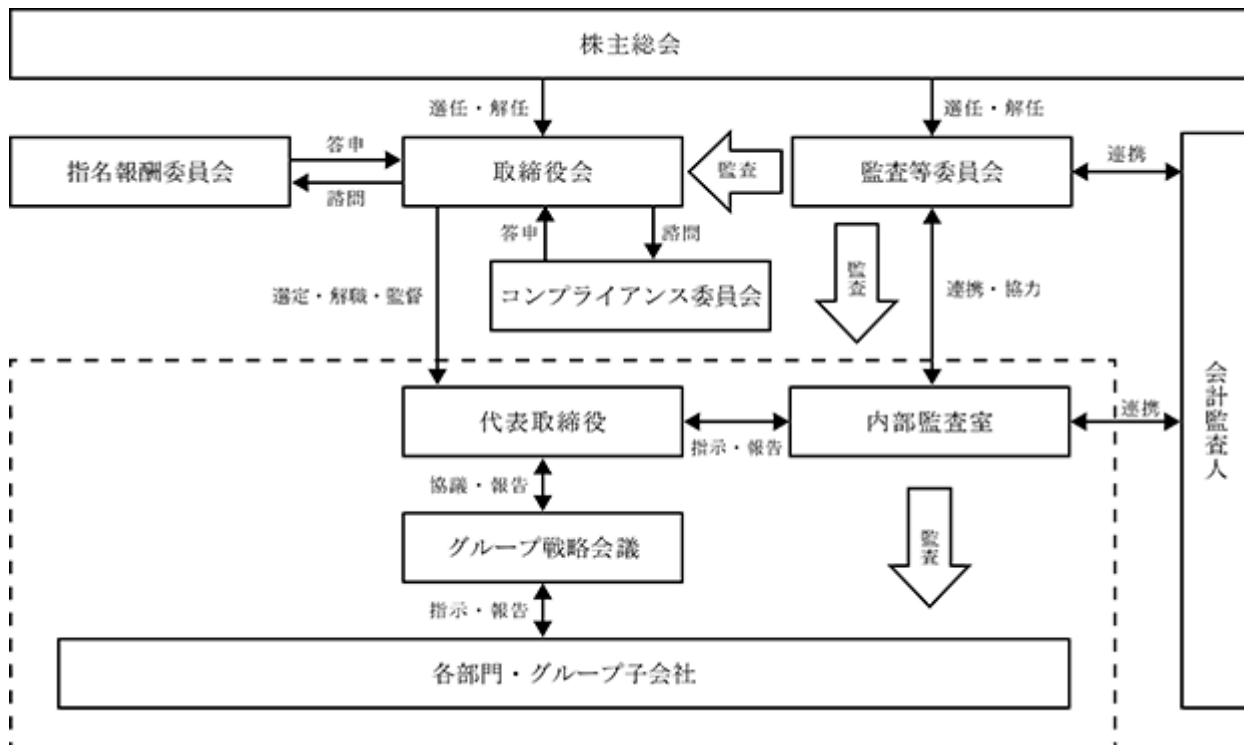 株主総会
選任・解任
選任・解任
指名報酬委員会
答申
諮問
取締役会
監査
監査等委員会
連携
答申
諮問
コンプライアンス委員会
選定・解職・監督
監査
連携・協力
会計監査人
代表取締役
指示・報告
内部監査室
連携
協議・報告
グループ戦略会議
監査
指示・報告
各部門・グループ子会社